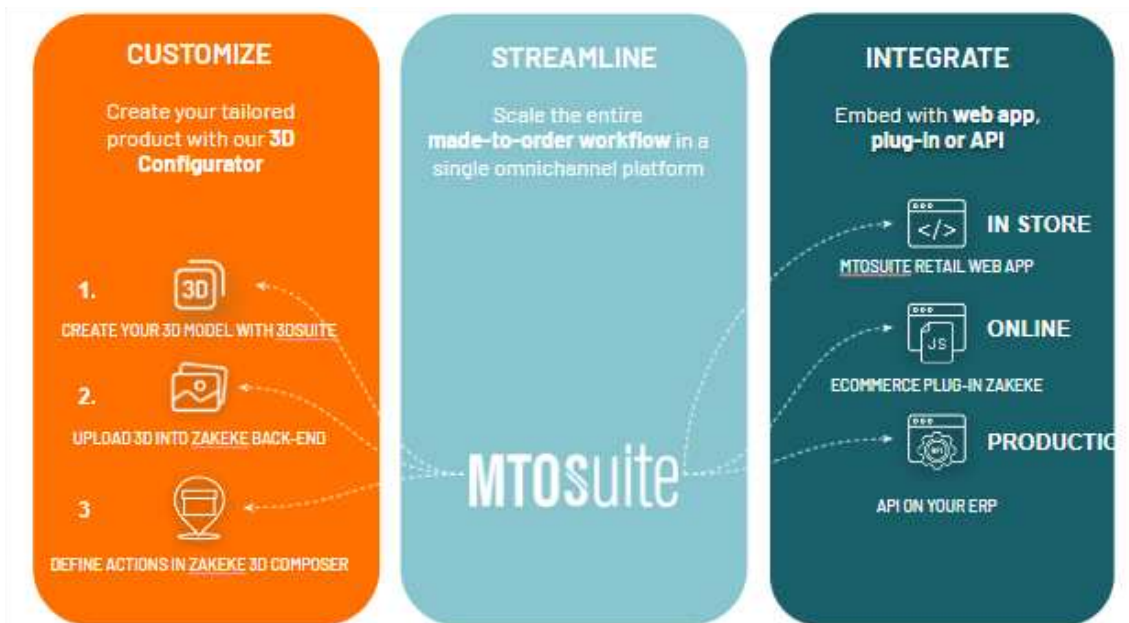 CUSTOMIZE
Create your tailored
product with our 3D
Configurator
1.
3D
CREATE YOUR 3D MODEL WITH 3DSUITE
2.
UPLOAD 3D INTO ZAKEKE BACK-END
3
DEFINE ACTIONS IN ZAKEKE 3D COMPOSER
STREAMLINE
Scale the entire
made-to-order workflow in a
single omnichannel platform
MTOSuite
INTEGRATE
Embed with web app,
plug-in or API
</>
IN STORE
MTOSUITE RETAIL WEB APP
JS
ONLINE
ECOMMERCE PLUG-IN ZAKEKE
API
PRODUCTIO
API ON YOUR ERP